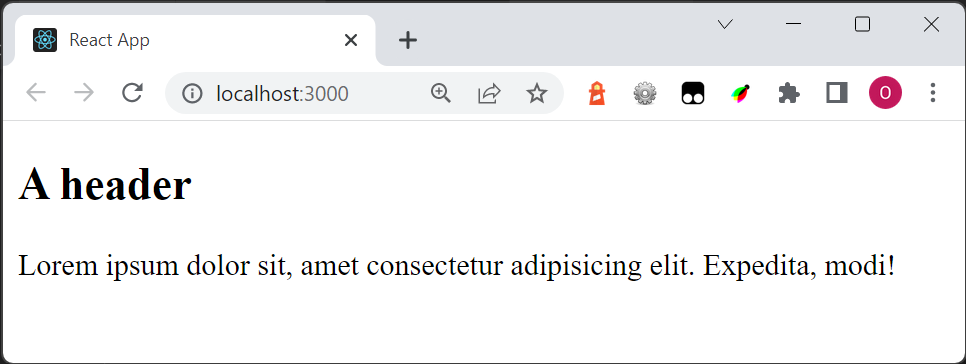 React App
localhost:3000
O
A header
Lorem ipsum dolor sit, amet consectetur adipisicing elit. Expedita, modi!